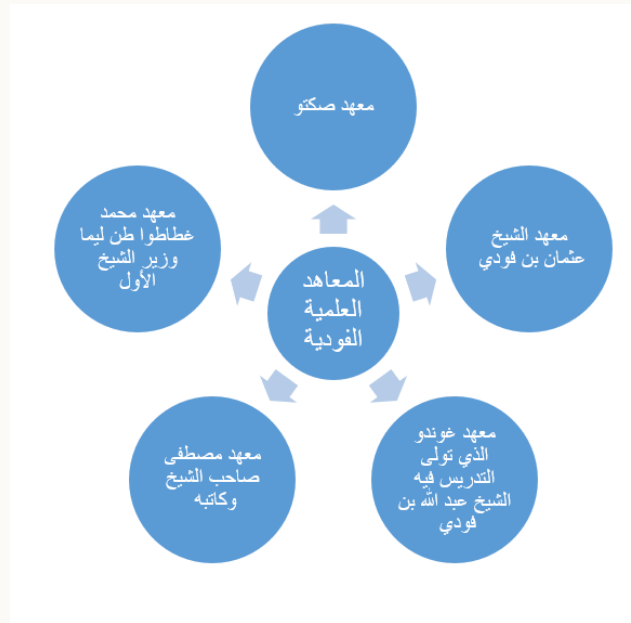 معهد صكتو
معهد الشيخ
عثمان بن فودي
معهد محمد
غطاطوا طن ليما
وزير الشيخ
الأول
المعاهد
العلمية
الفودية
معهد غوندو
الذي تولى
التدريس فيه
الشيخ عبد الله بن
فودي
معهد مصطفى
صاحب الشيخ
وكاتبه